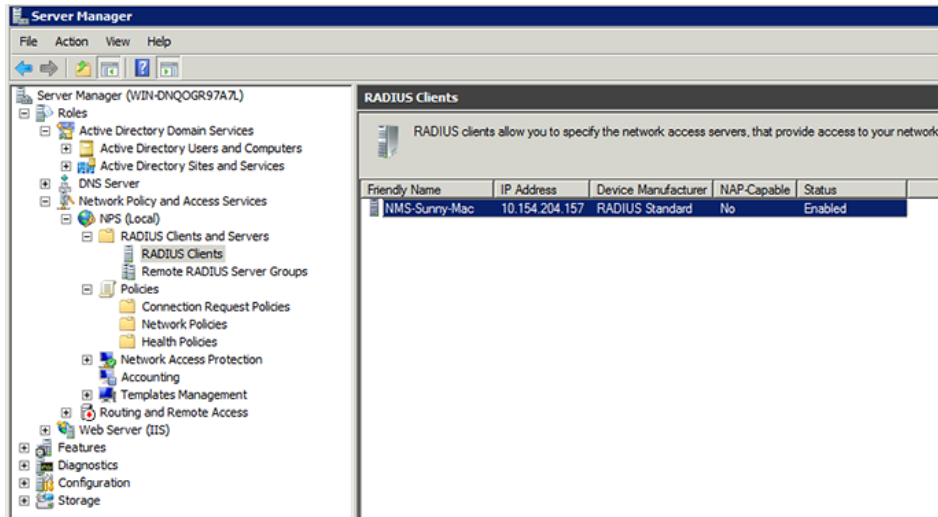 Server Manager
File Action View Help
Server Manager (WIN-DNQOGR97A7L)
Roles
Active Directory Domain Services
Active Directory Users and Computers
Active Directory Sites and Services
DNS Server
Network Policy and Access Services
NPS (Local)
RADIUS Clients and Servers
RADIUS Clients
Remote RADIUS Server Groups
Policies
Connection Request Policies
Network Policies
Health Policies
Network Access Protection
Accounting
Templates Management
Routing and Remote Access
Web Server (IIS)
Features
Diagnostics
Configuration
Storage
RADIUS Clients
RADIUS clients allow you to specify the network access servers, that provide access to your network
Friendly Name IP Address Device Manufacturer NAP-Capable Status
NMS-Sunny-Mac 10.154.204.157 RADIUS Standard No Enabled